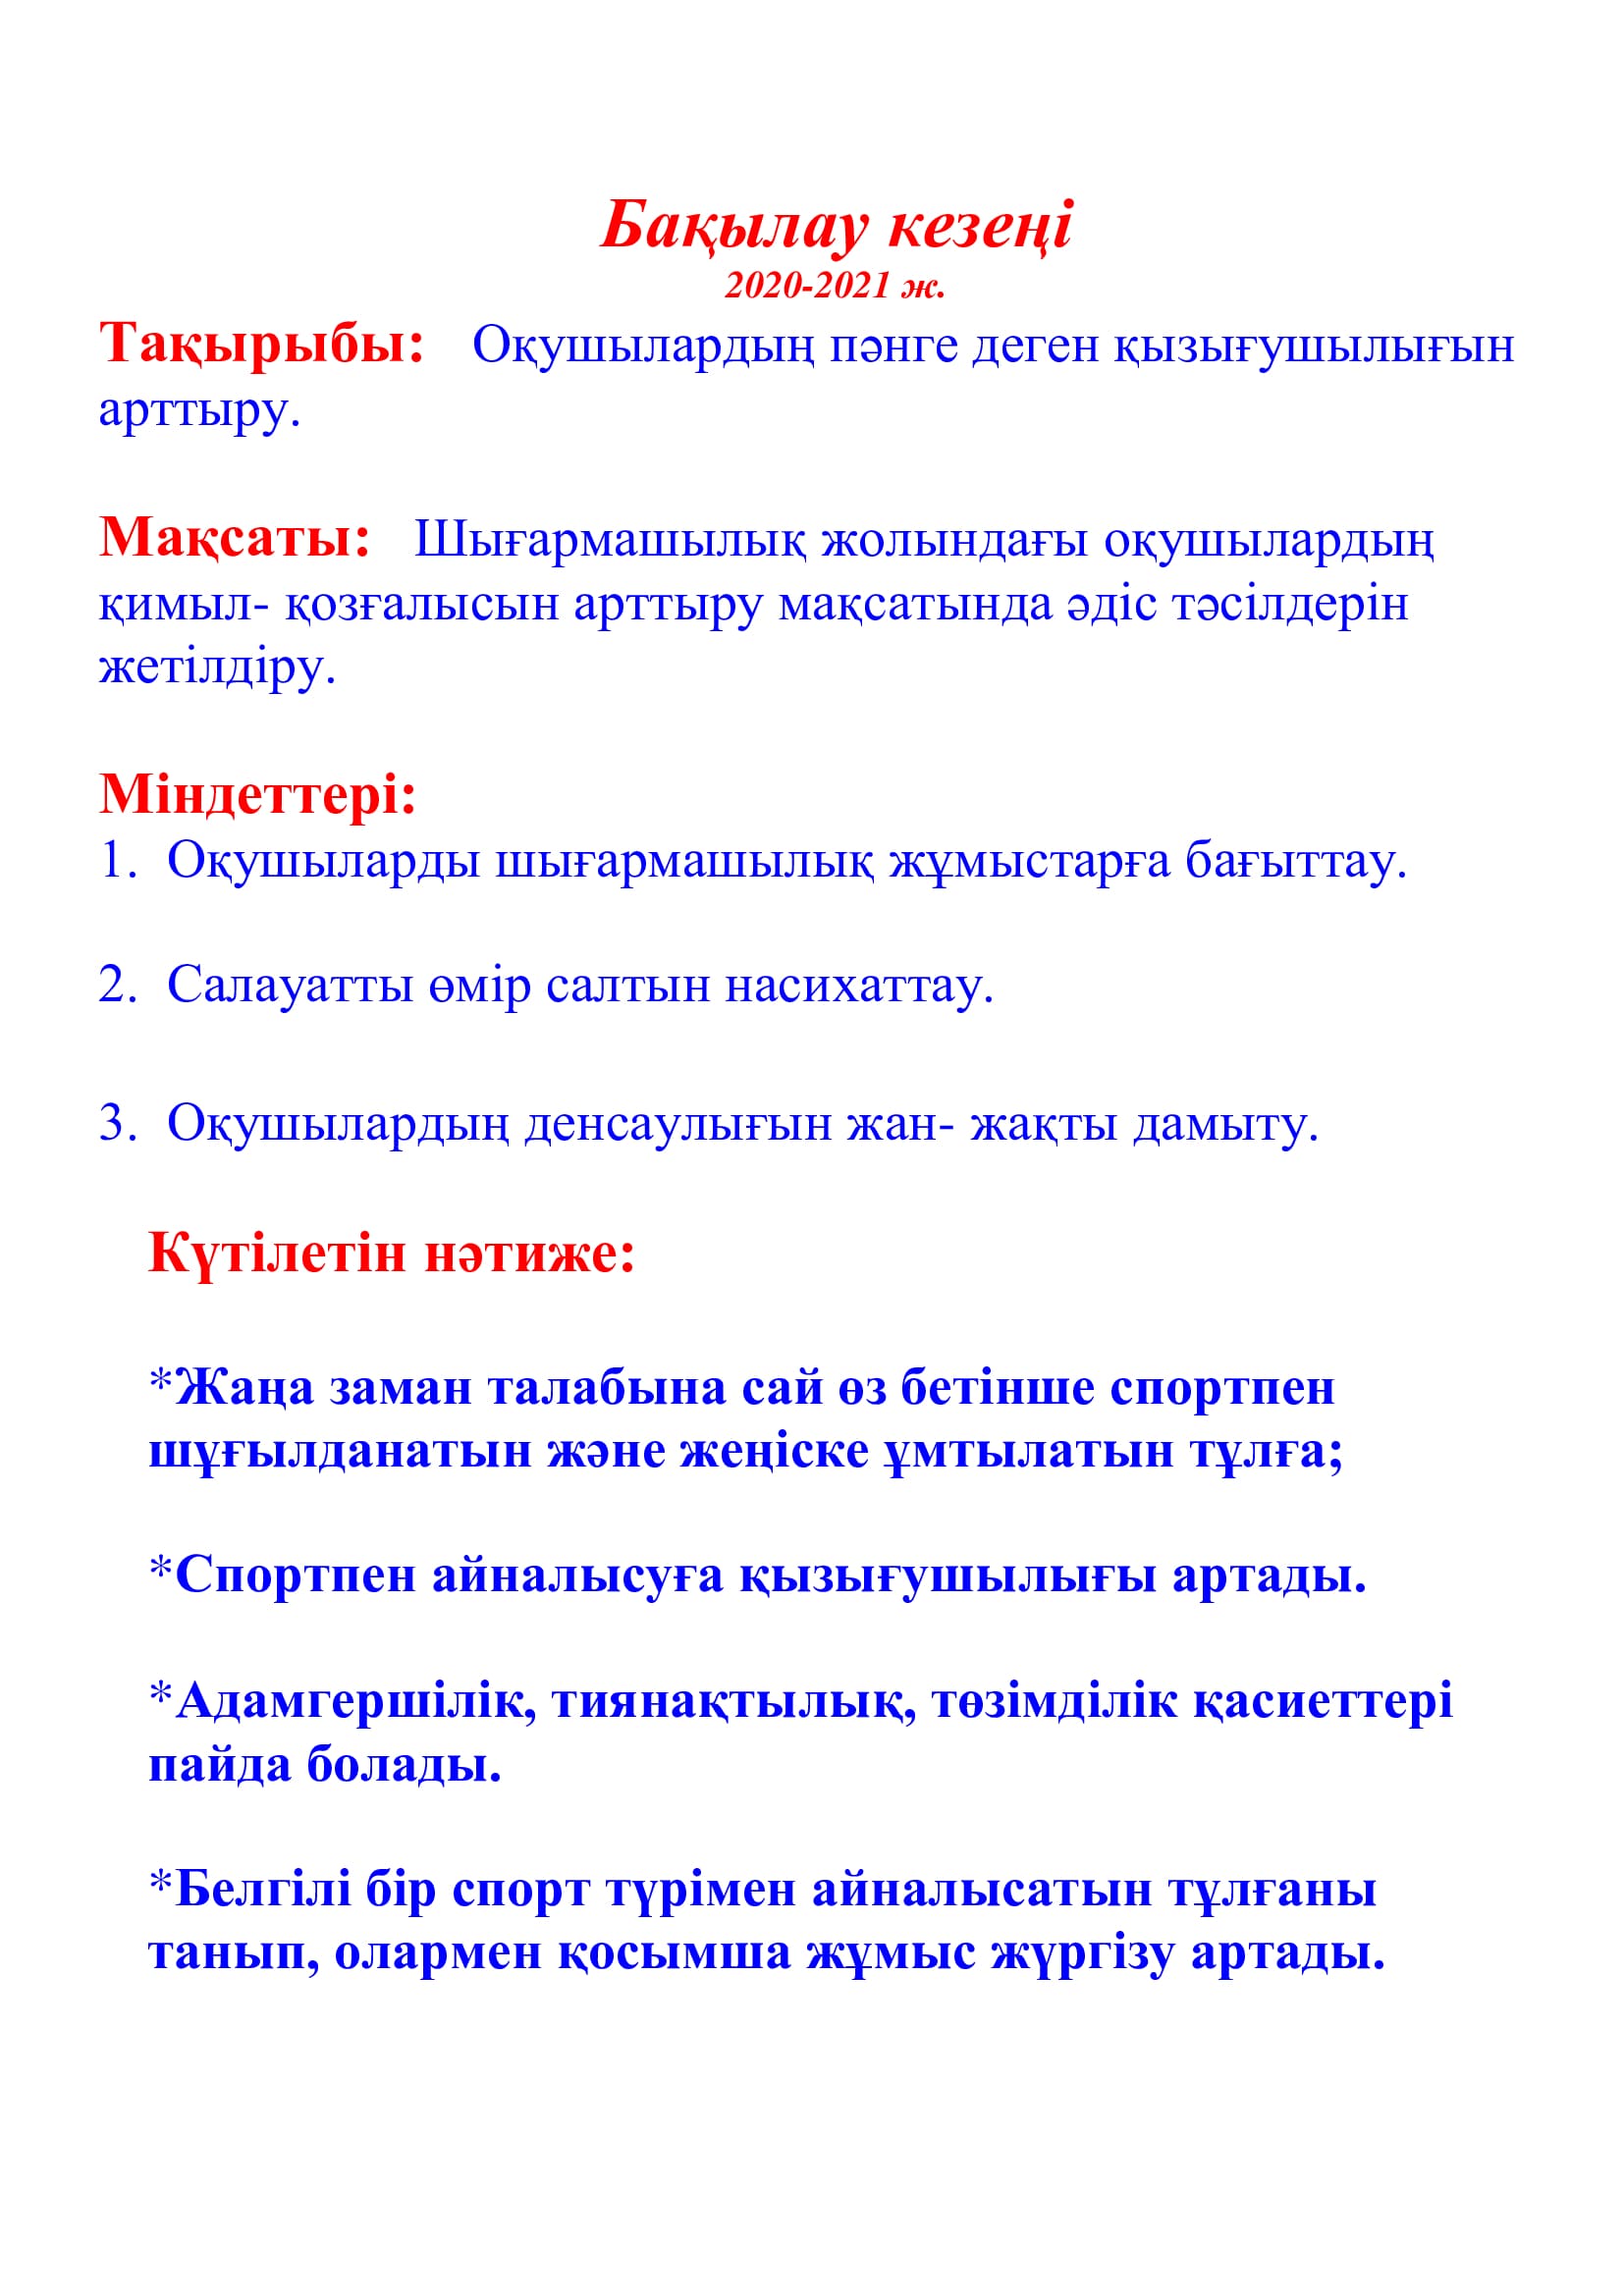 Бақылау кезеңі
2020-2021 ж.
Тақырыбы: Оқушылардың пәнге деген қызығушылығын
арттыру.
Мақсаты: Шығармашылық жолындағы оқушылардың
қимыл- қозғалысын арттыру мақсатында әдіс тәсілдерін
жетілдіру.
Міндеттері:
1. Оқушыларды шығармашылық жұмыстарға бағыттау.
2. Салауатты өмір салтын насихаттау.
3. Оқушылардың денсаулығын жан- жақты дамыту.
Күтілетін нәтиже:
*Жаңа заман талабына сай өз бетінше спортпен
шұғылданатын және жеңіске ұмтылатын тұлға;
*Спортпен айналысуға қызығушылығы артады.
*Адамгершілік, тиянақтылық, төзімділік қасиеттері
пайда болады.
*Белгілі бір спорт түрімен айналысатын тұлғаны
танып, олармен қосымша жұмыс жүргізу артады.